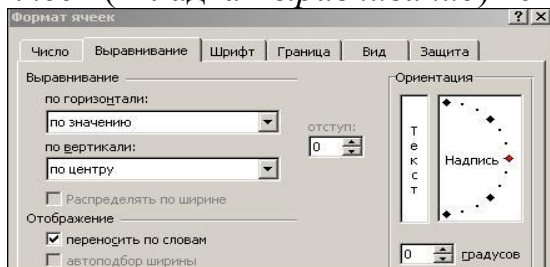 Формат ячеек
Число Выравнивание Шрифт Граница Вид Защита
Выравнивание
по горизонтали:
по значению
отступ:
0
по вертикали:
по центру
Распределять по ширине
Отображение
переносить по словам
автоподбор ширины
Ориентация
Текст
Надпись
0 градусов